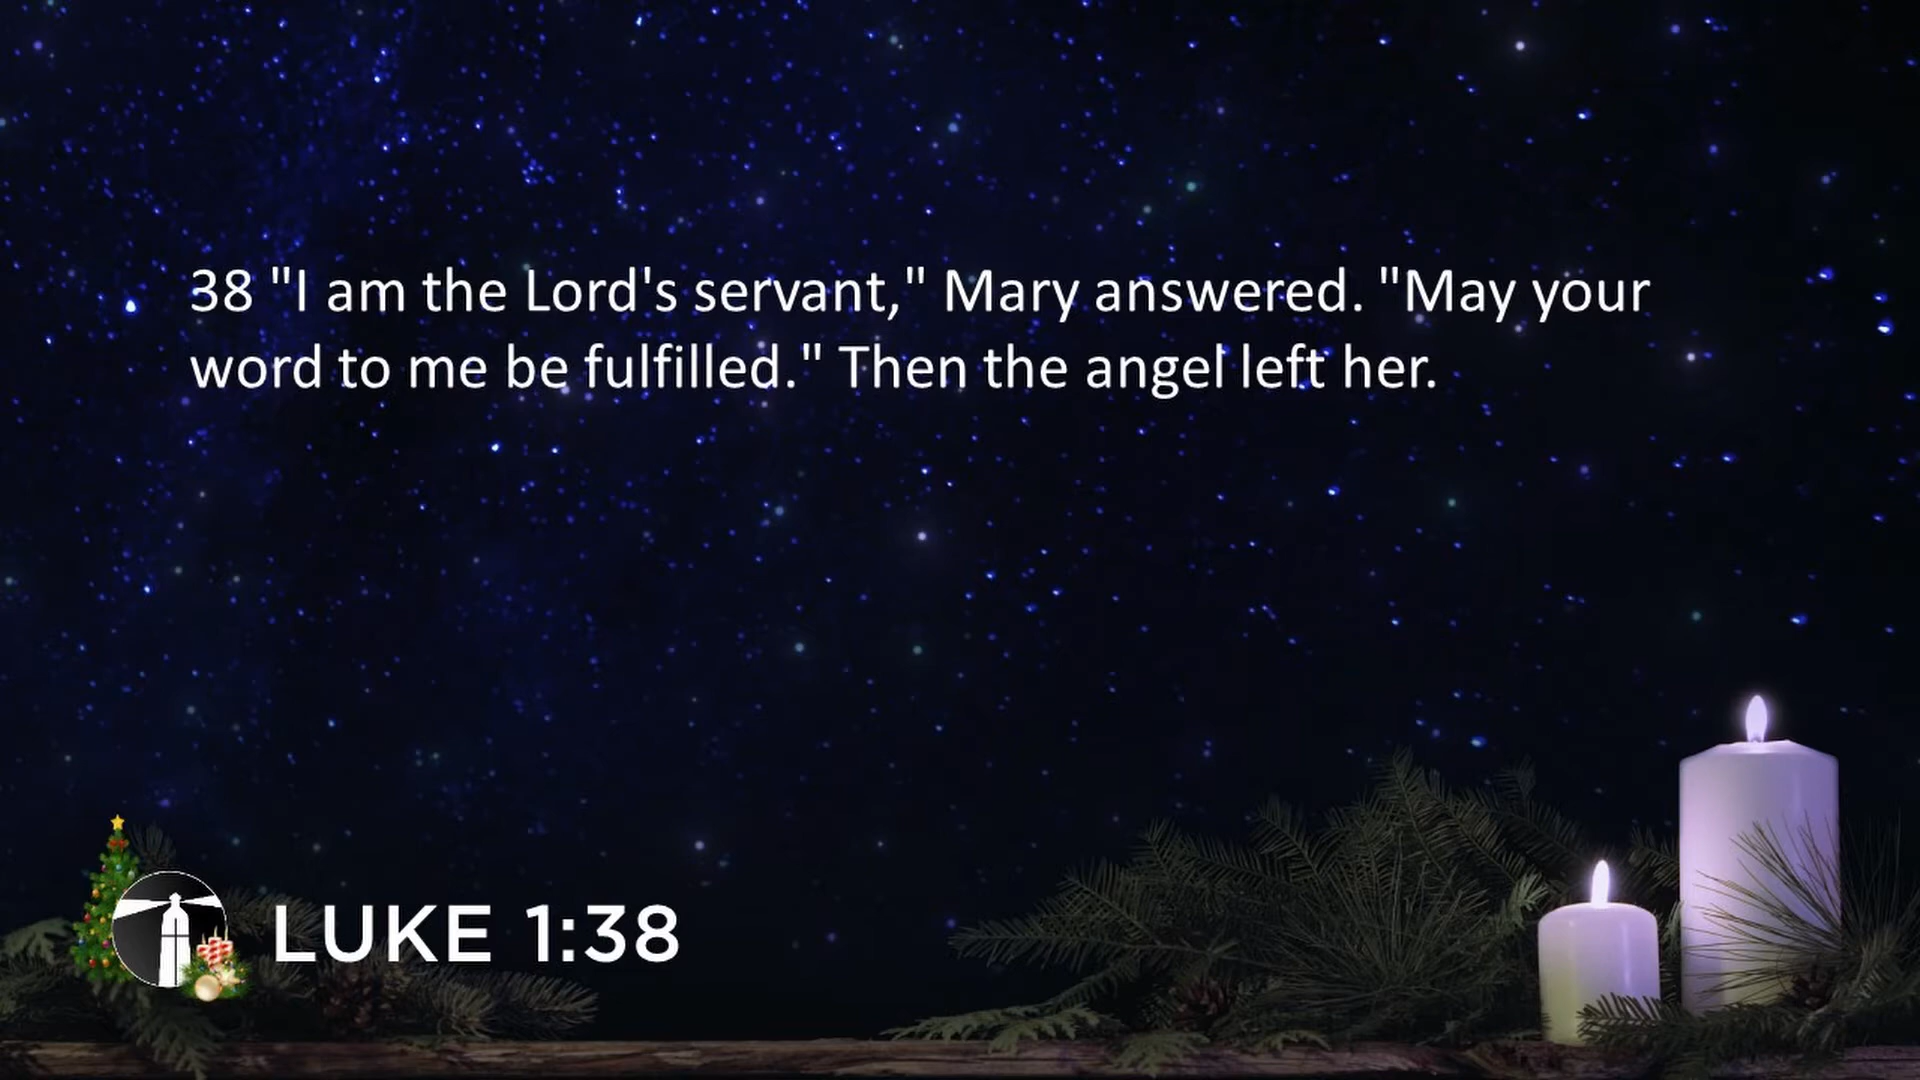 38 "I am the Lord's servant," Mary answered. "May your
word to me be fulfilled." Then the angel left her.
LUKE 1:38